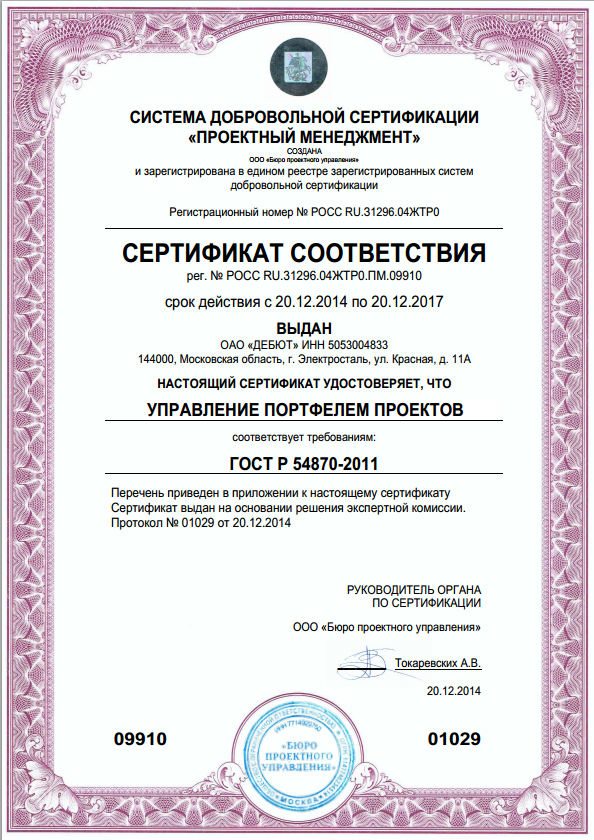 СИСТЕМА ДОБРОВОЛЬНОЙ СЕРТИФИКАЦИИ
«ПРОЕКТНЫЙ МЕНЕДЖМЕНТ»
СОЗДАНА
ООО «Бюро проектного управления»
и зарегистрирована в едином реестре зарегистрированных систем
добровольной сертификации
Регистрационный номер № РОСС RU.31296.04ЖТР0
СЕРТИФИКАТ СООТВЕТСТВИЯ
рег. № РОСС RU.31296.04ЖТР0.ПМ.09910
срок действия с 20.12.2014 по 20.12.2017
ВЫДАН
ОАО «ДЕБЮТ» ИНН 5053004833
144000, Московская область, г. Электросталь, ул. Красная, д. 11А
НАСТОЯЩИЙ СЕРТИФИКАТ УДОСТОВЕРЯЕТ, ЧТО
УПРАВЛЕНИЕ ПОРТФЕЛЕМ ПРОЕКТОВ
соответствует требованиям:
ГОСТ Р 54870-2011
Перечень приведен в приложении к настоящему сертификату
Сертификат выдан на основании решения экспертной комиссии.
Протокол № 01029 от 20.12.2014
РУКОВОДИТЕЛЬ ОРГАНА
ПО СЕРТИФИКАЦИИ
ООО «Бюро проектного управления»
Токаревских А.В.
20.12.2014
09910
01029
«БЮРО
ПРОЕКТНОГО
УПРАВЛЕНИЯ»
МОСКВА